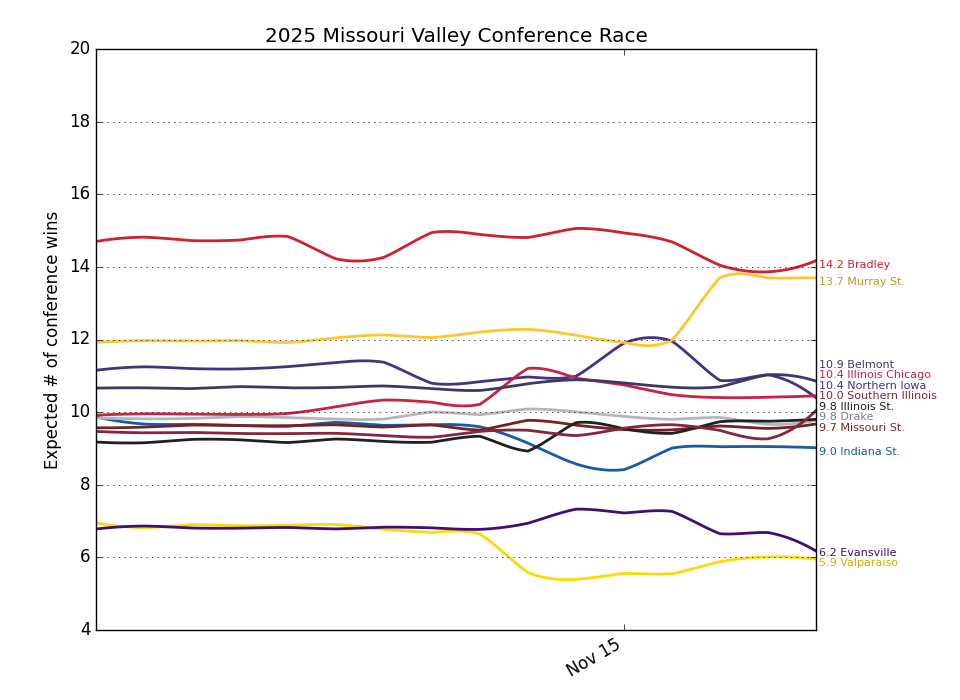 2025 Missouri Valley Conference Race
Expected # of conference wins
20
18
16
14
12
10
8
6
4
Nov 15
14.2 Bradley
13.7 Murray St.
10.9 Belmont
10.4 Illinois Chicago
10.4 Northern Iowa
10.0 Southern Illinois
9.8 Illinois St.
9.8 Drake
9.7 Missouri St.
9.0 Indiana St.
6.2 Evansville
5.9 Valparaiso